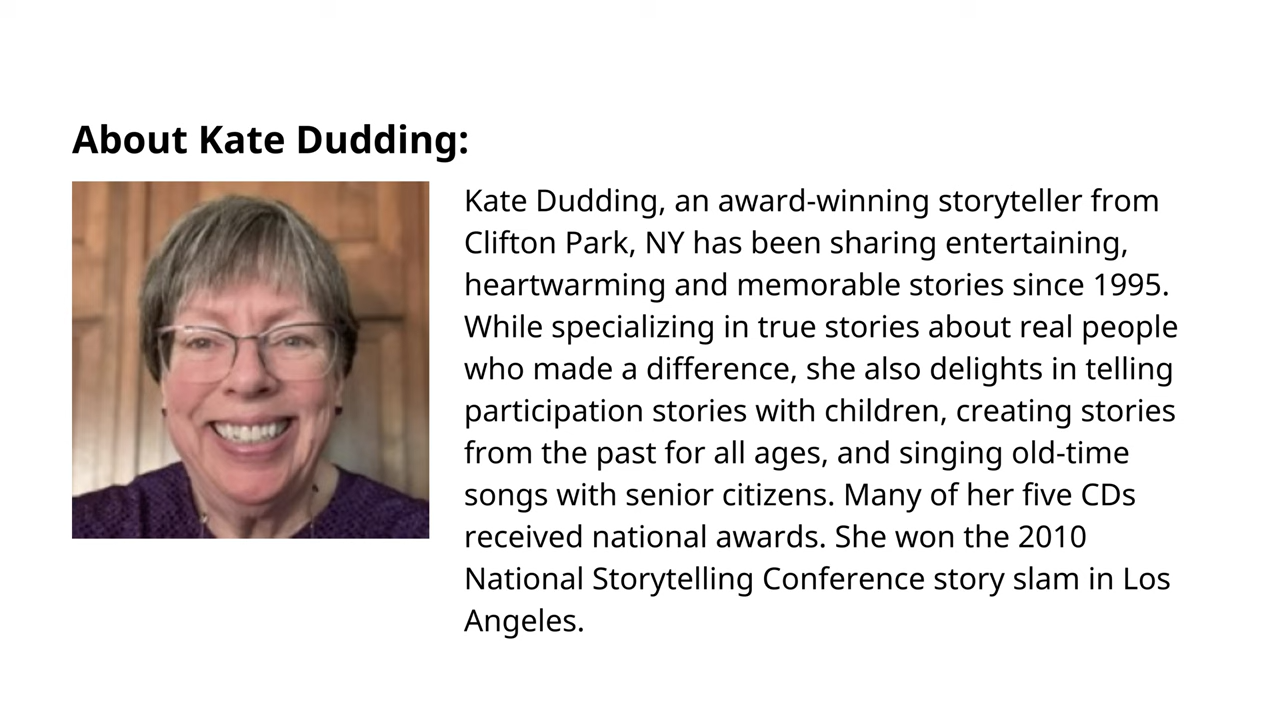 About Kate Dudding:
Kate Dudding, an award-winning storyteller from
Clifton Park, NY has been sharing entertaining,
heartwarming and memorable stories since 1995.
While specializing in true stories about real people
who made a difference, she also delights in telling
participation stories with children, creating stories
from the past for all ages, and singing old-time
songs with senior citizens. Many of her five CDs
received national awards. She won the 2010
National Storytelling Conference story slam in Los
Angeles.